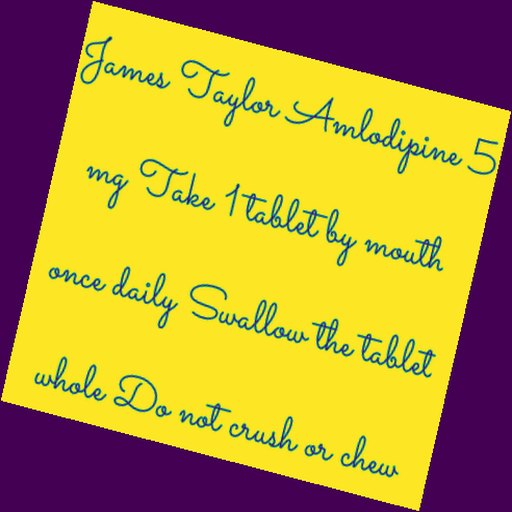 James Taylor Amlodipine 5
mg Take 1 tablet by mouth
once daily Swallow the tablet
whole Do not crush or chew